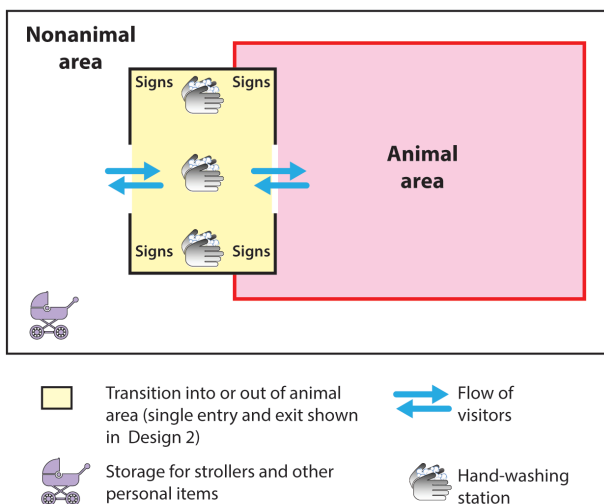 Nonanimal
area
Signs Signs
Animal
area
Signs Signs
Transition into or out of animal
area (single entry and exit shown
in Design 2)
Flow of
visitors
Storage for strollers and other
personal items
Hand-washing
station